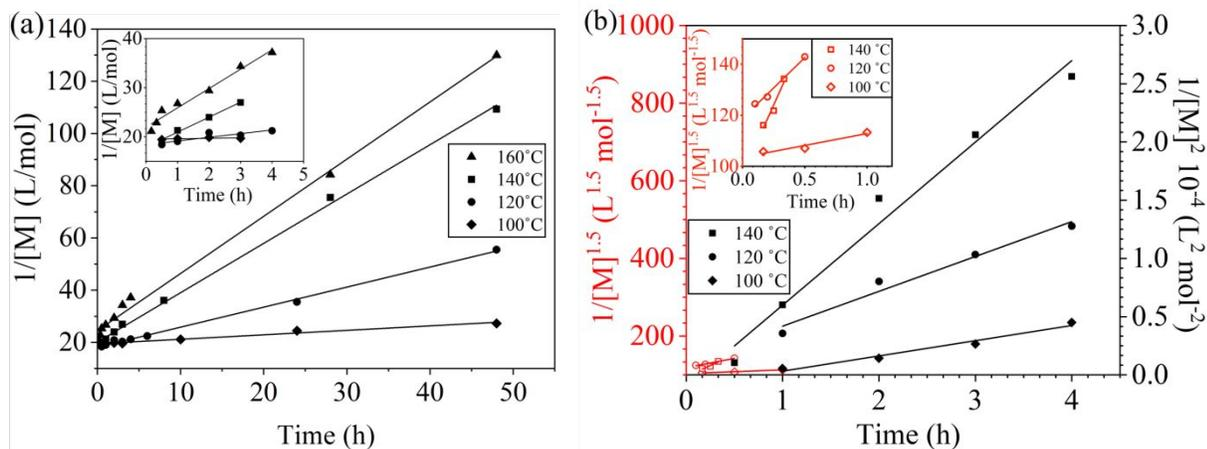 (a)
140
120
100
80
60
40
20
1/[M] (L/mol)
0 10 20 30 40 50
Time (h)
40
30
20
10
1/[M] (L/mol)
0 1 2 3 4 5
Time (h)
160˚C
140˚C
120˚C
100˚C
(b)
1000
800
600
400
200
1/[M]^1.5 (L^1.5 mol^-1.5)
0 1 2 3 4
Time (h)
140
120
100
1/[M]^1.5 (L^1.5 mol^-1.5)
0.0 0.5 1.0
Time (h)
140 ˚C
120 ˚C
100 ˚C
140 ˚C
120 ˚C
100 ˚C
3.0
2.5
2.0
1.5
1.0
0.5
0.0
1/[M]^2 10^-4 (L^2 mol^-2)